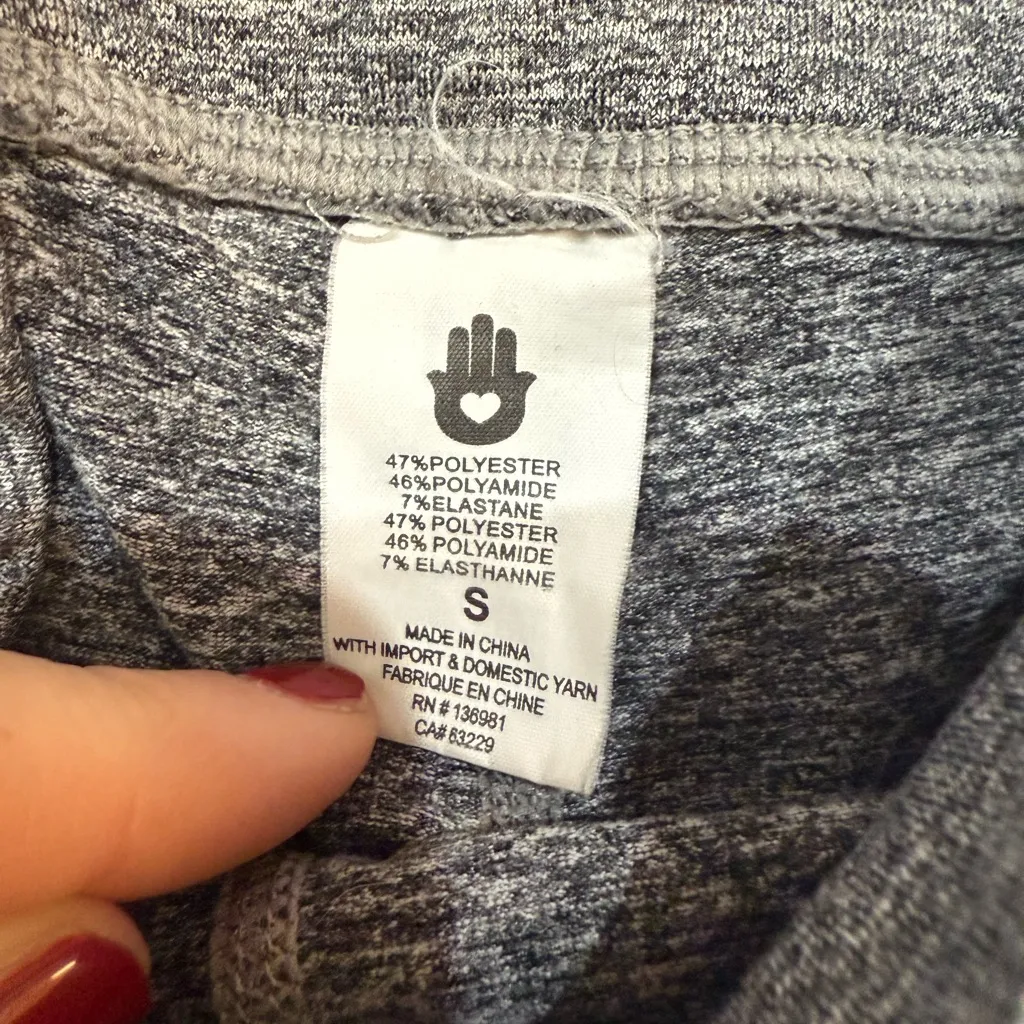 47%POLYESTER
46%POLYAMIDE
7%ELASTANE
47% POLYESTER
46% POLYAMIDE
7% ELASTHANNE
S
MADE IN CHINA
WITH IMPORT & DOMESTIC YARN
FABRIQUE EN CHINE
RN # 136981
CA# 63229